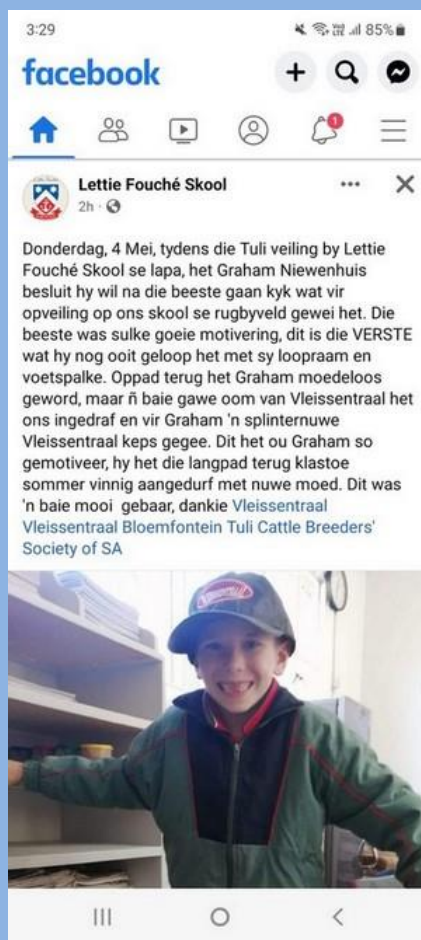 3:29 85%
facebook
1
Lettie Fouché Skool
2h
Donderdag, 4 Mei, tydens die Tuli veiling by Lettie
Fouché Skool se lapa, het Graham Niewenhuis
besluit hy wil na die beeste gaan kyk wat vir
opveiling op ons skool se rugbyveld gewei het. Die
beeste was sulke goeie motivering, dit is die VERSTE
wat hy nog ooit geloop het met sy loopraam en
voetspalke. Oppad terug het Graham moedeloos
geword, maar ñ baie gawe oom van Vleissentraal het
ons ingedraf en vir Graham 'n splinternuwe
Vleissentraal keps gegee. Dit het ou Graham so
gemotiveer, hy het die langpad terug klastoe
sommer vinnig aangedurf met nuwe moed. Dit was
'n baie mooi gebaar, dankie Vleissentraal
Vleissentraal Bloemfontein Tuli Cattle Breeders'
Society of SA